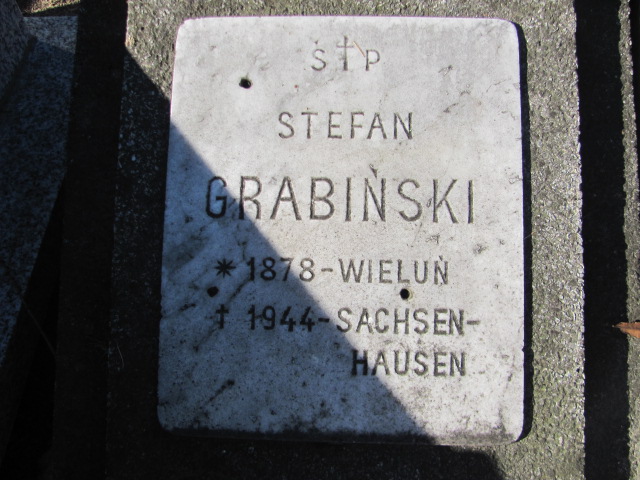 S†P
STEFAN
GRABIŃSKI
* 1878-WIELUŃ
† 1944-SACHSEN-
HAUSEN